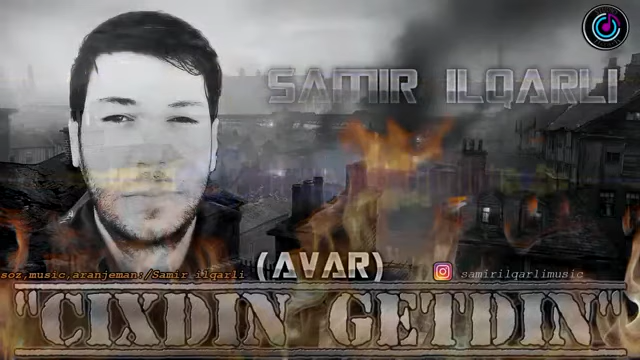 SAMIR ILQARLI
(AVAR)
soz,music,aranjeman;/Samir ilqarli
samirilqarlimusic
"CIXDIN GETDIN"